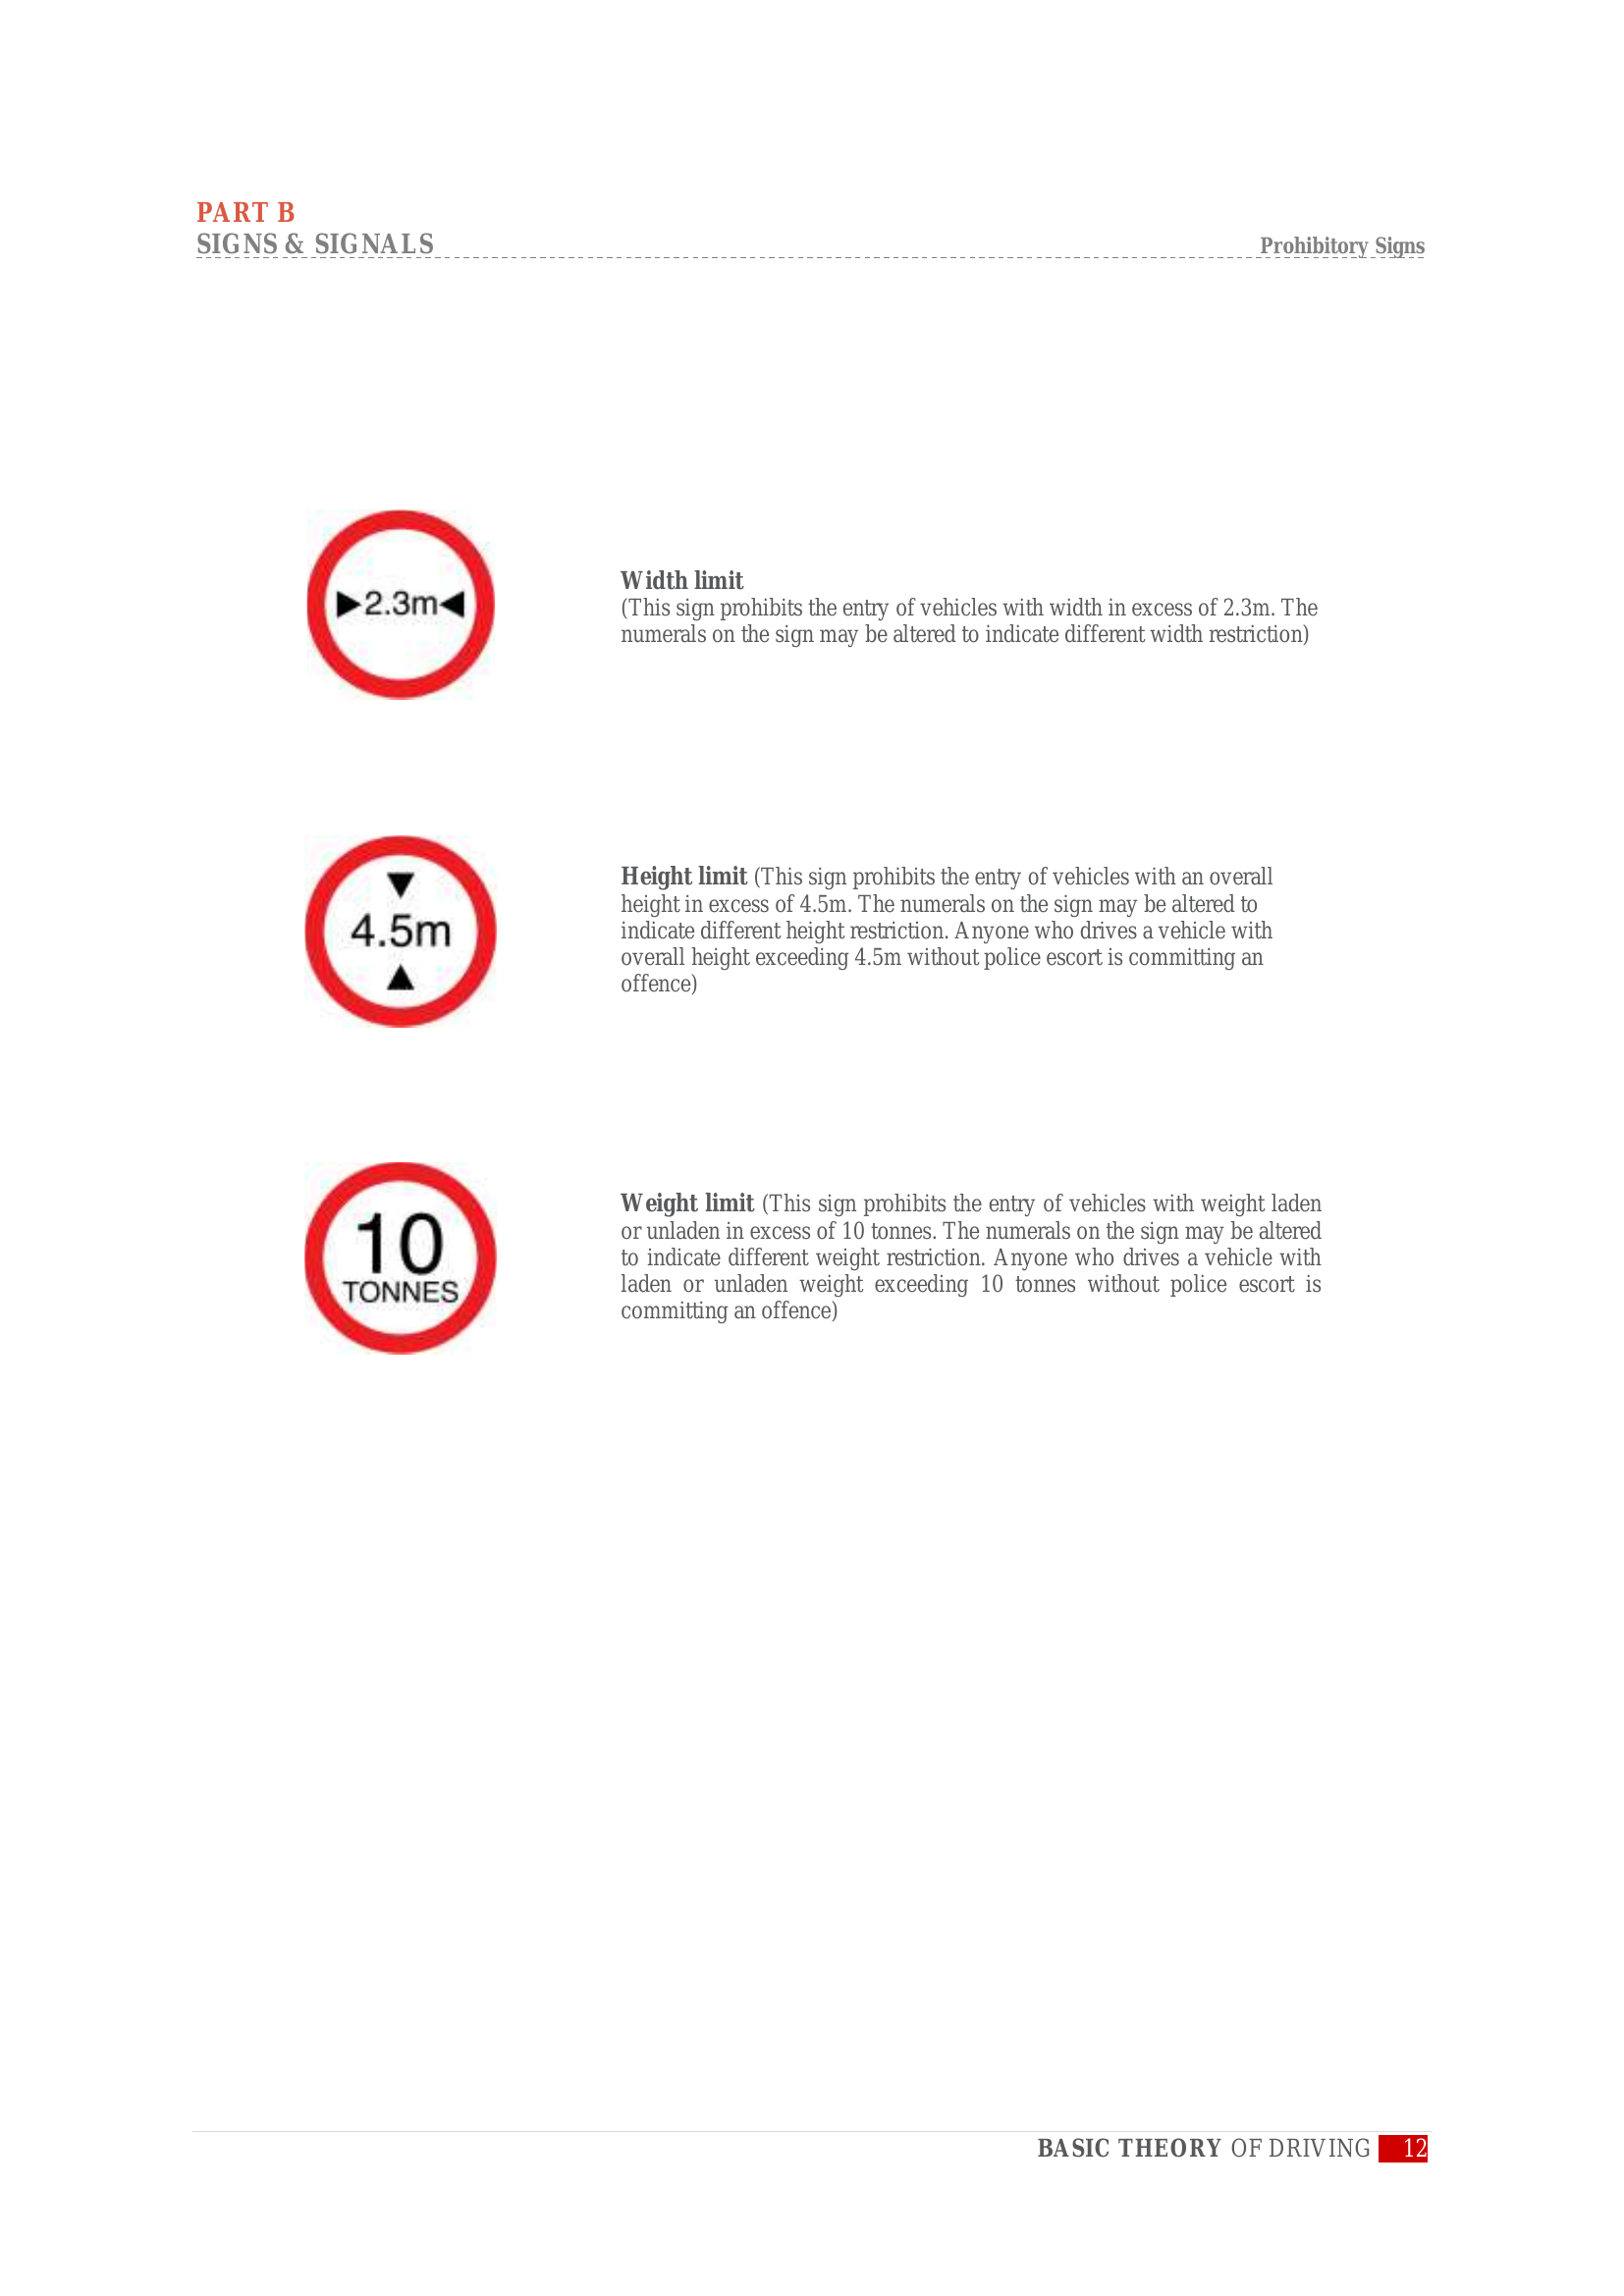 PART B
SIGNS & SIGNALS
Prohibitory Signs
2.3m
Width limit
(This sign prohibits the entry of vehicles with width in excess of 2.3m. The
numerals on the sign may be altered to indicate different width restriction)
4.5m
Height limit (This sign prohibits the entry of vehicles with an overall
height in excess of 4.5m. The numerals on the sign may be altered to
indicate different height restriction. Anyone who drives a vehicle with
overall height exceeding 4.5m without police escort is committing an
offence)
10
TONNES
Weight limit (This sign prohibits the entry of vehicles with weight laden
or unladen in excess of 10 tonnes. The numerals on the sign may be altered
to indicate different weight restriction. Anyone who drives a vehicle with
laden or unladen weight exceeding 10 tonnes without police escort is
committing an offence)
BASIC THEORY OF DRIVING 12